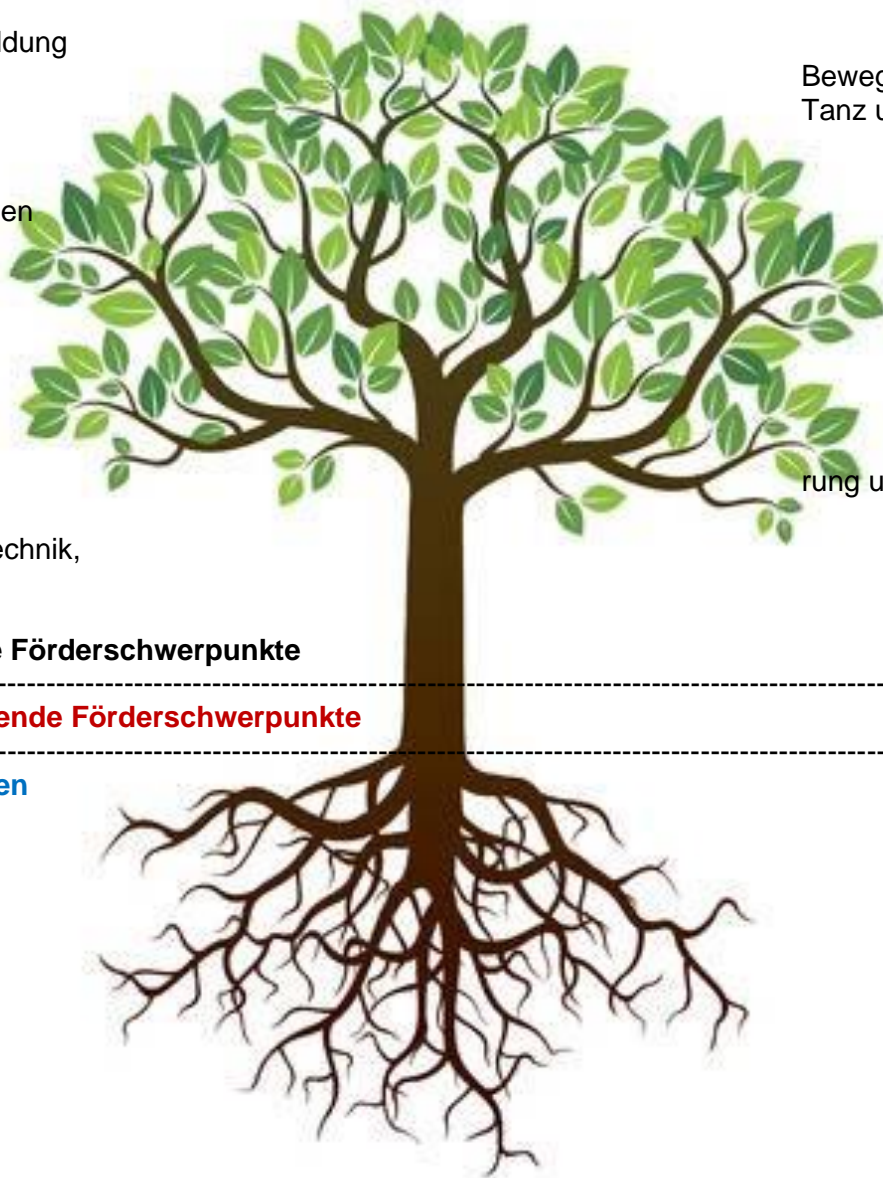 ldung
Beweg
Tanz u
en
rung u
echnik,
e Förderschwerpunkte
ende Förderschwerpunkte
en